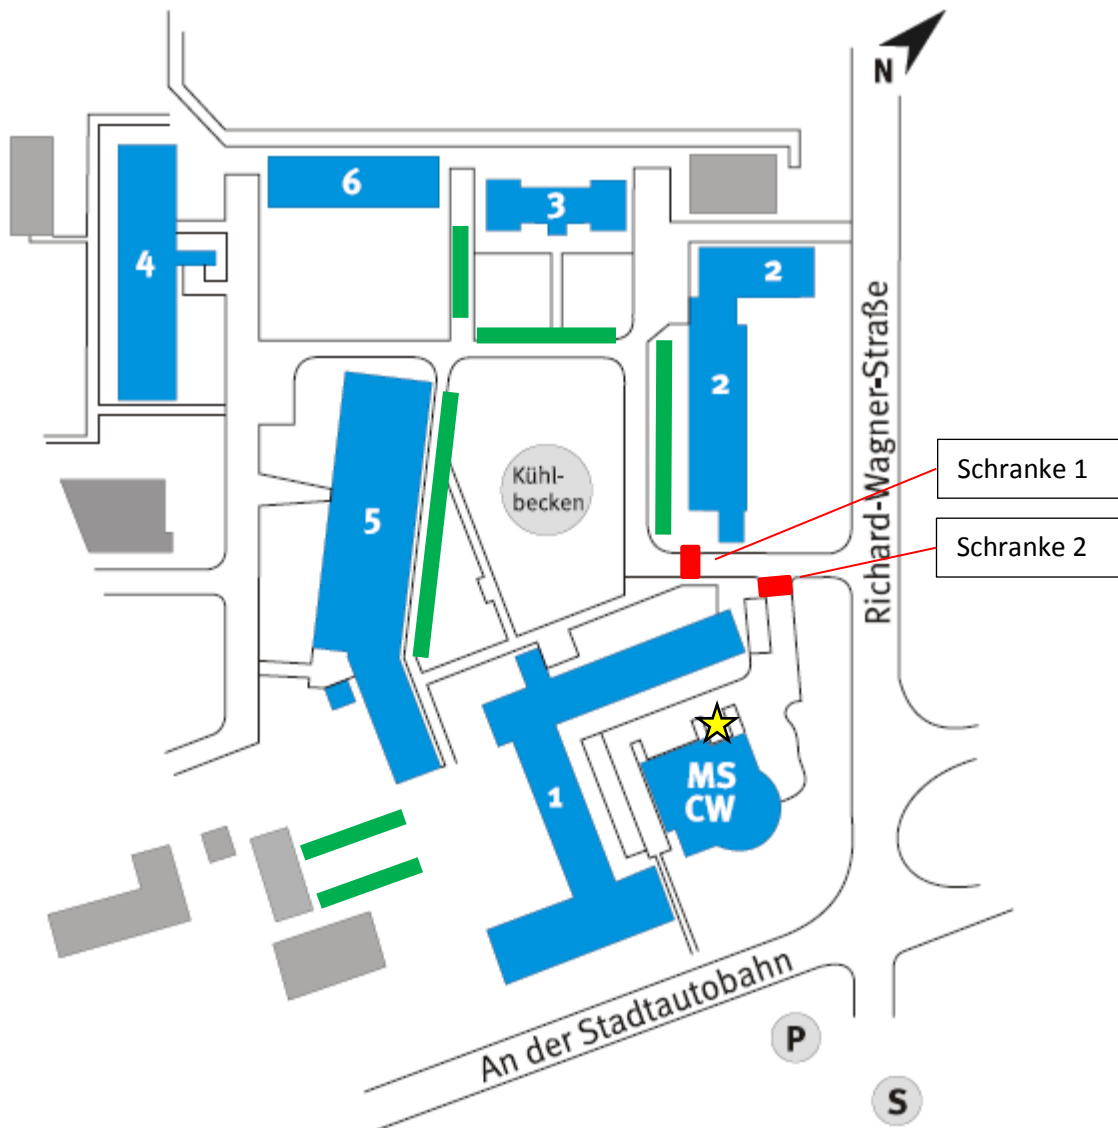 N
6
3
4
2
2
Richard-Wagner-Straße
Schranke 1
Kühl-
becken
5
Schranke 2
MS
CW
1
An der Stadtautobahn
P
S